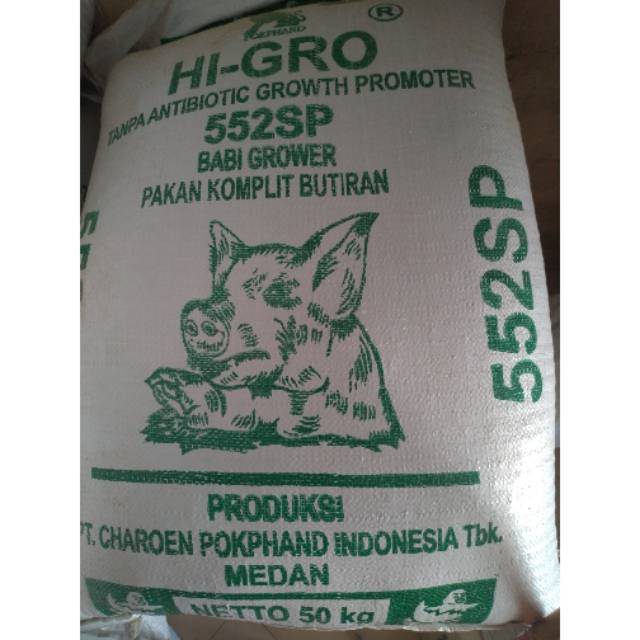 POKPHAND
®
HI-GRO
TANPA ANTIBIOTIC GROWTH PROMOTER
552SP
BABI GROWER
PAKAN KOMPLIT BUTIRAN
552SP
PRODUKSI
PT. CHAROEN POKPHAND INDONESIA Tbk.
MEDAN
NETTO 50 kg